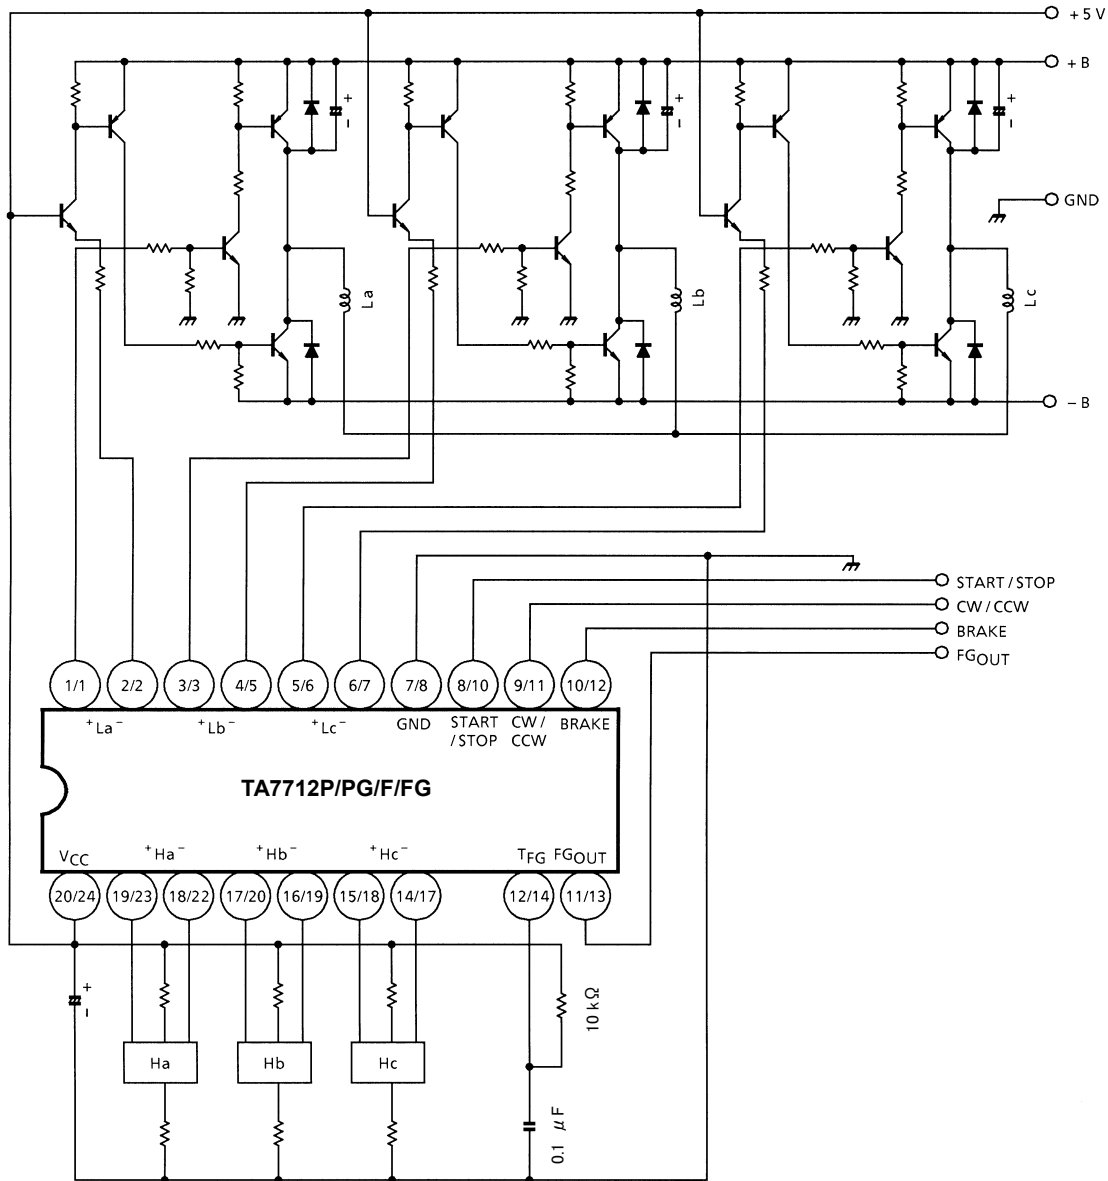 +5 V
+B
+
−
+
−
+
−
GND
La
Lb
Lc
−B
START/STOP
CW/CCW
BRAKE
FGOUT
1/1 2/2 3/3 4/5 5/6 6/7 7/8 8/10 9/11 10/12
+La− +Lb− +Lc− GND START/STOP CW/CCW BRAKE
TA7712P/PG/F/FG
VCC +Ha− +Hb− +Hc− TFG FGOUT
20/24 19/23 18/22 17/20 16/19 15/18 14/17 12/14 11/13
+
−
10 kΩ
Ha Hb Hc
0.1 μF